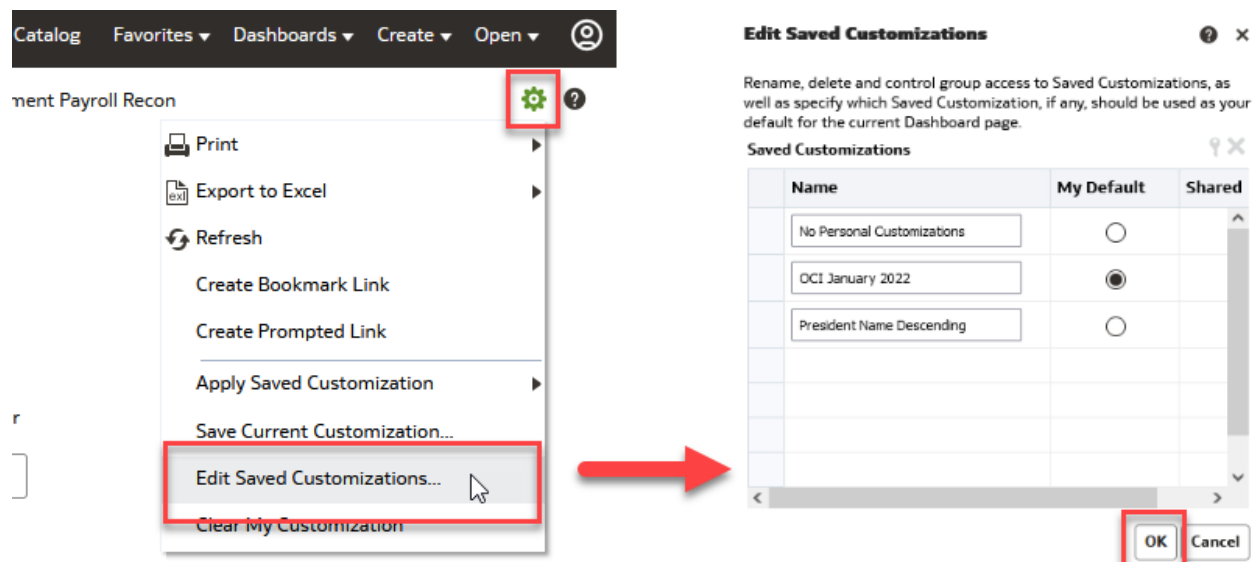 Catalog Favorites Dashboards Create Open
ment Payroll Recon
Print
exl Export to Excel
Refresh
Create Bookmark Link
Create Prompted Link
Apply Saved Customization
r
Save Current Customization...
Edit Saved Customizations...
Clear My Customization
Edit Saved Customizations
Rename, delete and control group access to Saved Customizations, as
well as specify which Saved Customization, if any, should be used as your
default for the current Dashboard page.
Saved Customizations
Name My Default Shared
No Personal Customizations
OCI January 2022
President Name Descending
OK Cancel